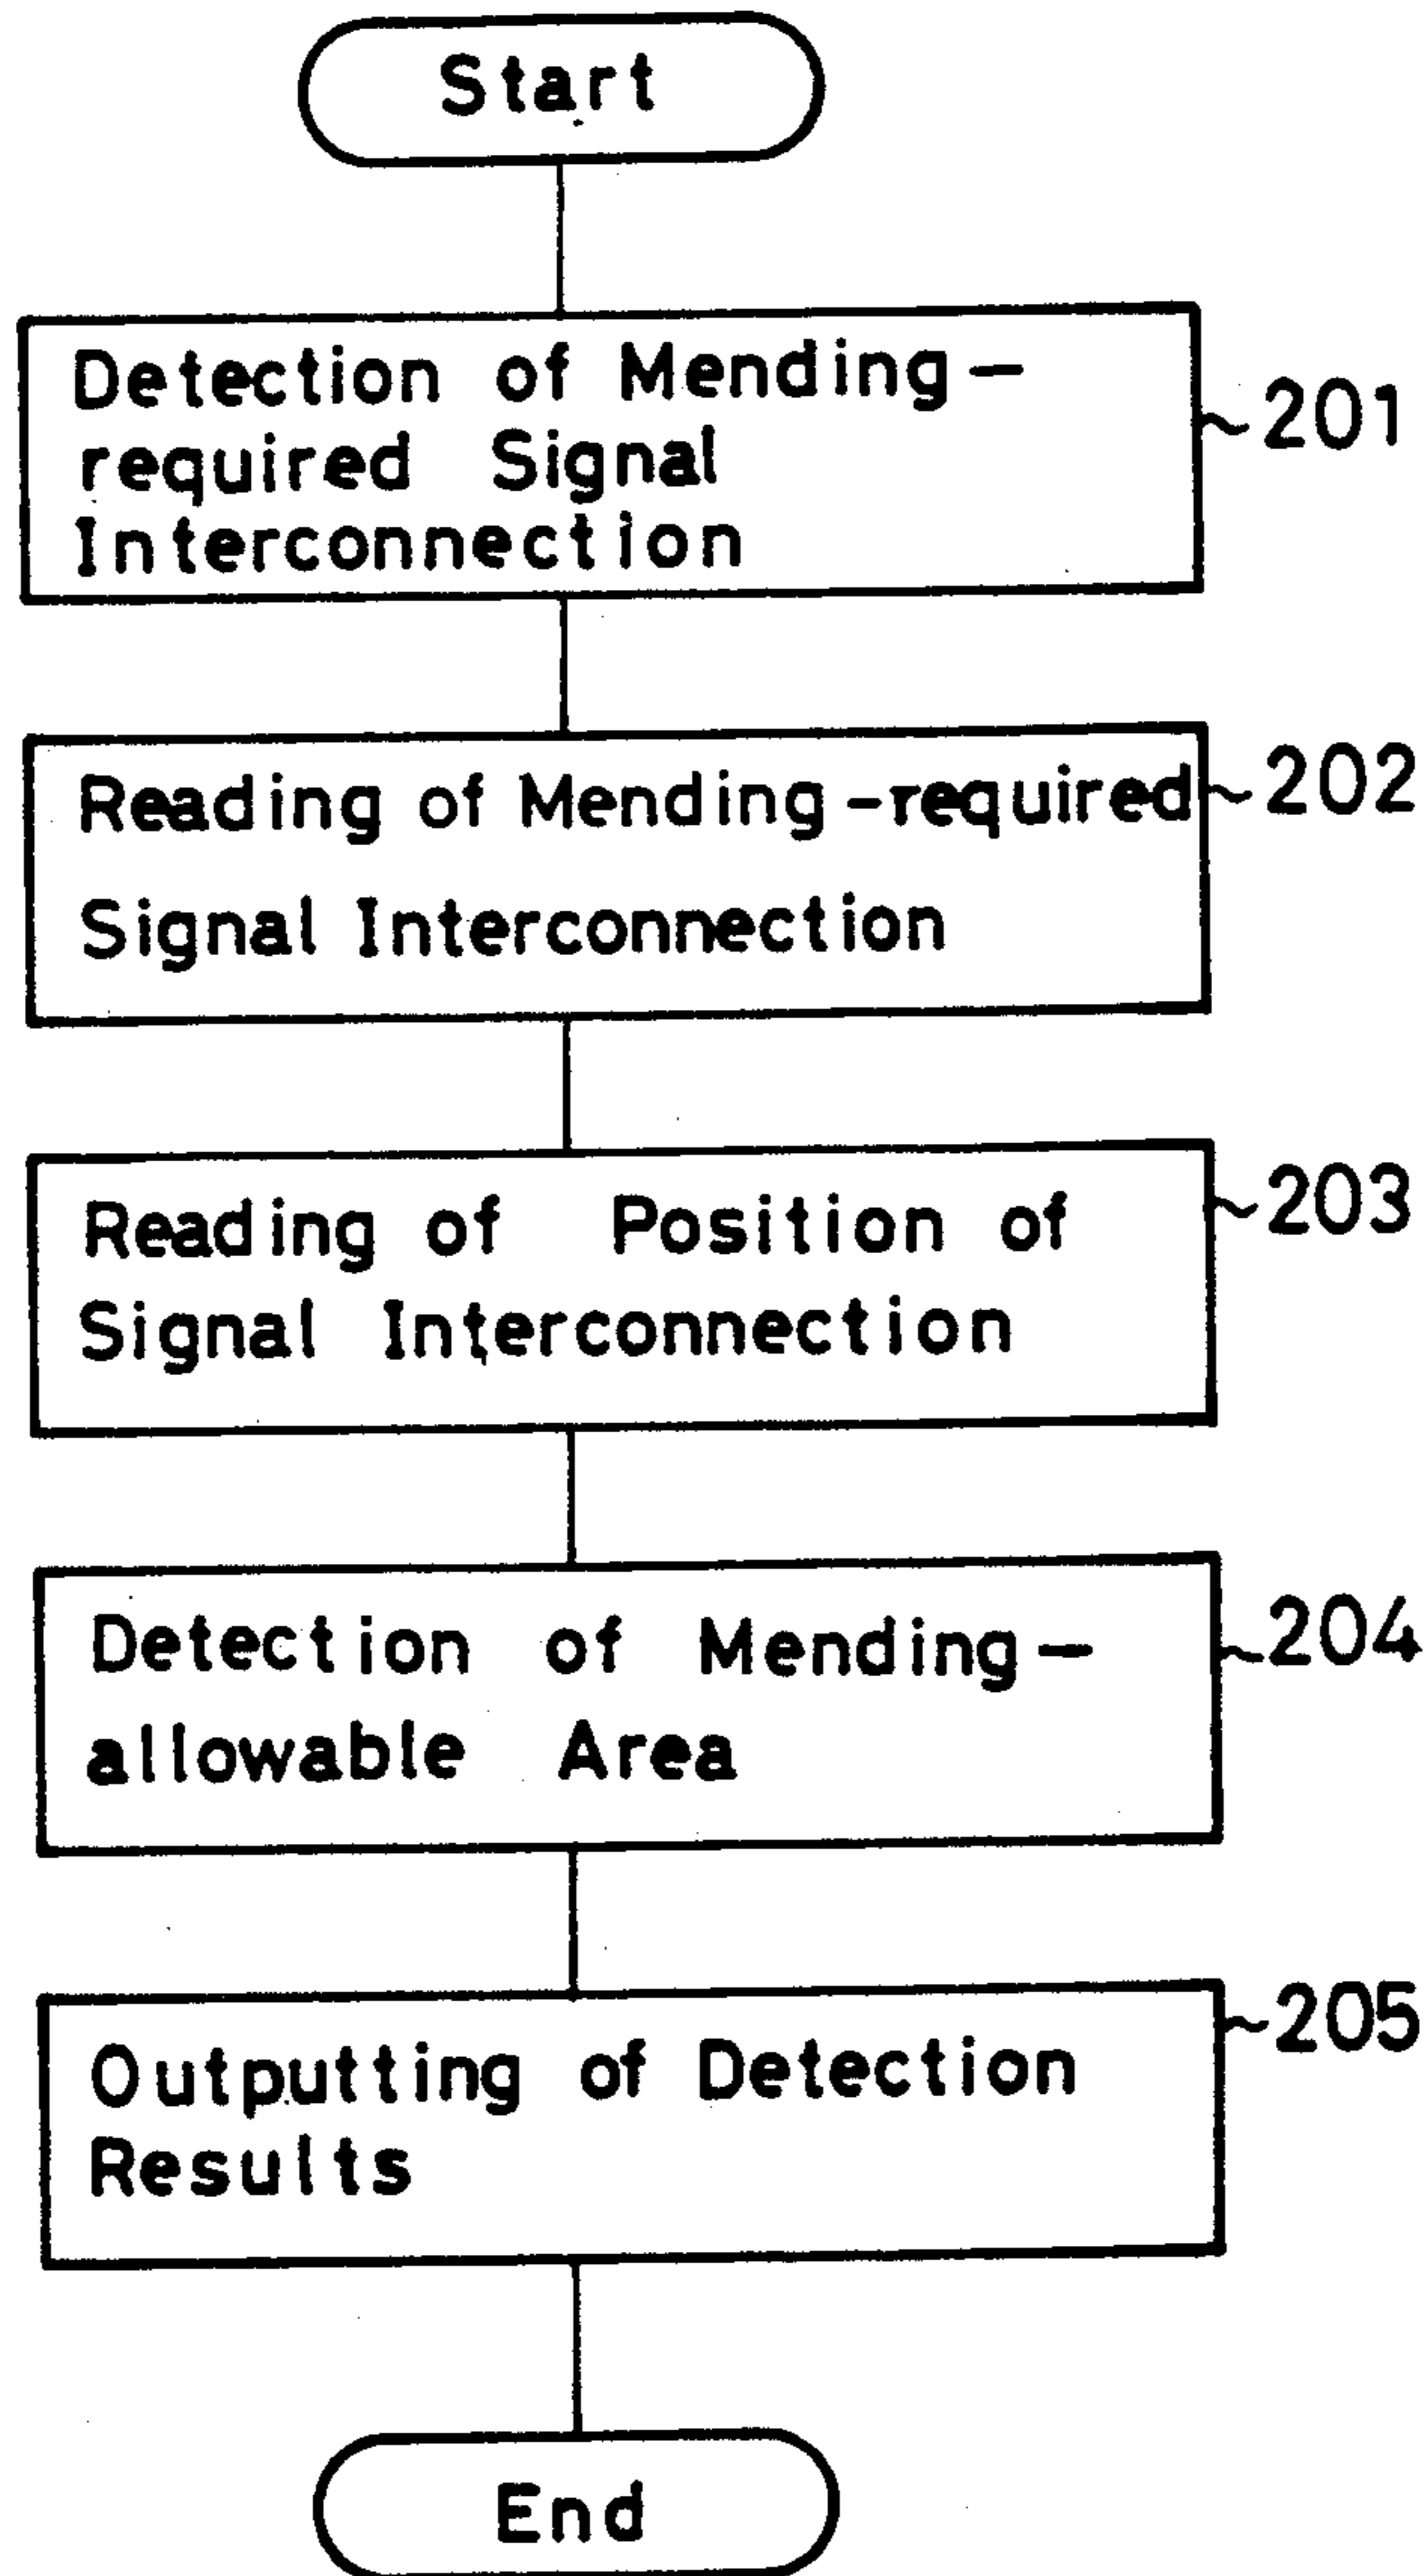 Start
Detection of Mending-
required Signal
Interconnection
201
Reading of Mending-required
Signal Interconnection
202
Reading of Position of
Signal Interconnection
203
Detection of Mending-
allowable Area
204
Outputting of Detection
Results
205
End